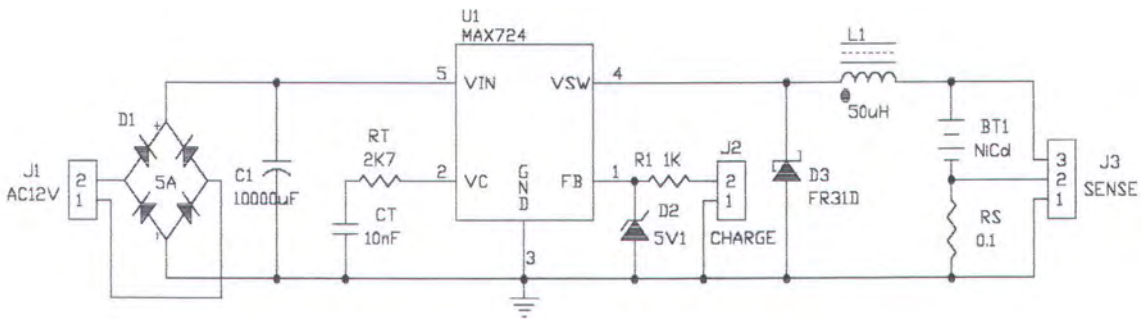 U1
MAX724
L1
5
VIN
VSW
4
D1
50uH
BT1
NiCd
J1
AC12V
2
1
5A
+
-
C1
10000uF
RT
2K7
2
VC
GND
FB
1
R1 1K
J2
2
1
CHARGE
D3
FR31D
3
2
1
J3
SENSE
CT
10nF
D2
5V1
RS
0.1
3